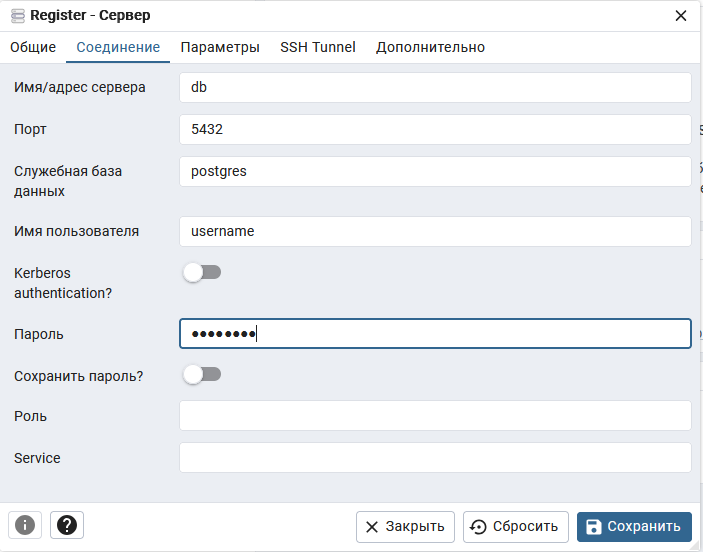 Register - Сервер
Общие Соединение Параметры SSH Tunnel Дополнительно
Имя/адрес сервера db
Порт 5432
Служебная база
данных postgres
Имя пользователя username
Kerberos
authentication?
Пароль ●●●●●●●●
Сохранить пароль?
Роль
Service
Закрыть Сбросить Сохранить